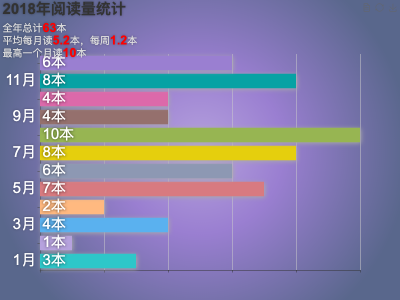 2018年阅读量统计
全年总计63本
平均每月读5.2本，每周1.2本
最高一个月读10本
6本
11月 8本
4本
9月 4本
10本
7月 8本
6本
5月 7本
2本
3月 4本
1本
1月 3本